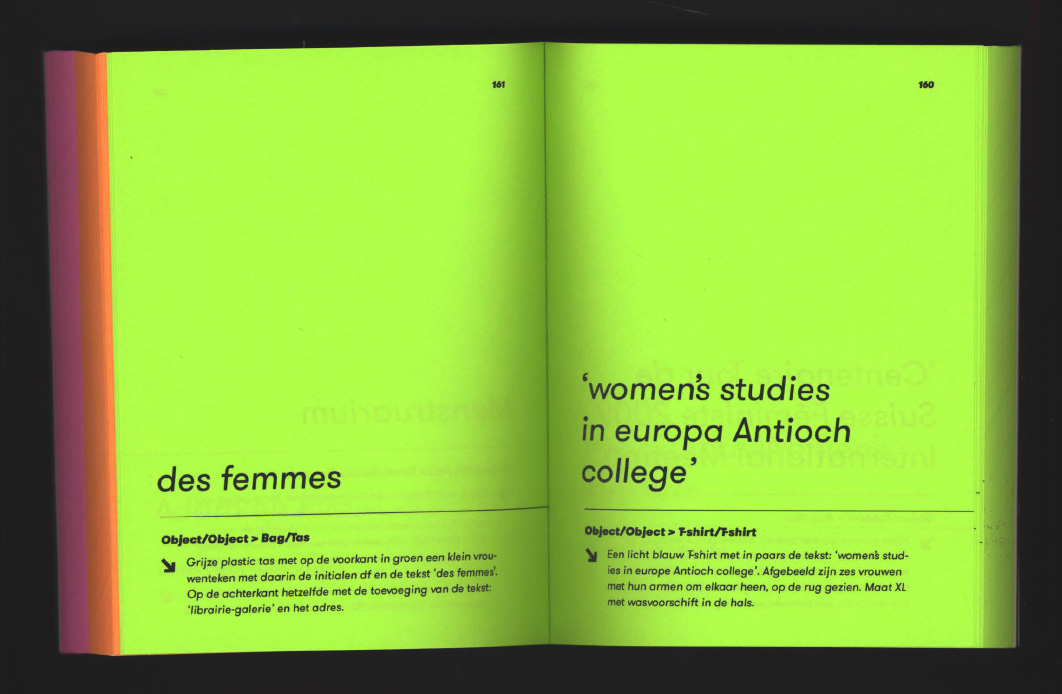 161
des femmes
Object/Object > Bag/Tas
Grijze plastic tas met op de voorkant in groen een klein vrou-
wenteken met daarin de initialen df en de tekst ‘des femmes’.
Op de achterkant hetzelfde met de toevoeging van de tekst:
‘librairie-galerie’ en het adres.
160
‘women’s studies
in europa Antioch
college’
Object/Object > T-shirt/T-shirt
Een licht blauw T-shirt met in paars de tekst: ‘women’s stud-
ies in europe Antioch college’. Afgebeeld zijn zes vrouwen
met hun armen om elkaar heen, op de rug gezien. Maat XL
met wasvoorschift in de hals.